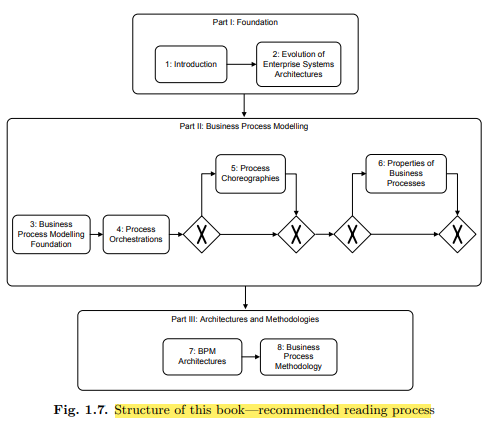 Part I: Foundation
1: Introduction
2: Evolution of
Enterprise Systems
Architectures
Part II: Business Process Modelling
5: Process
Choreographies
6: Properties of
Business
Processes
3: Business
Process Modelling
Foundation
4: Process
Orchestrations
X
X
X
X
Part III: Architectures and Methodologies
7: BPM
Architectures
8: Business
Process
Methodology
Fig. 1.7. Structure of this book—recommended reading process